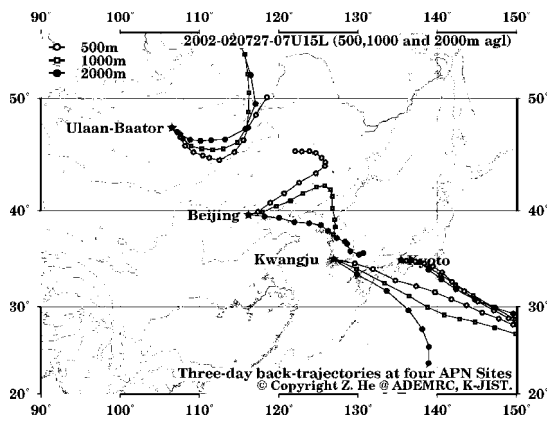 90° 100° 110° 120° 130° 140° 150°
500m
1000m
2000m
2002-020727-07U15L (500,1000 and 2000m agl)
50° 50°
Ulaan-Baator
40° 40°
Beijing
Kwangju
Kyoto
30° 30°
Three-day back-trajectories at four APN Sites
© Copyright Z. He @ ADEMRC, K-JIST.
20° 20°
90° 100° 110° 120° 130° 140° 150°